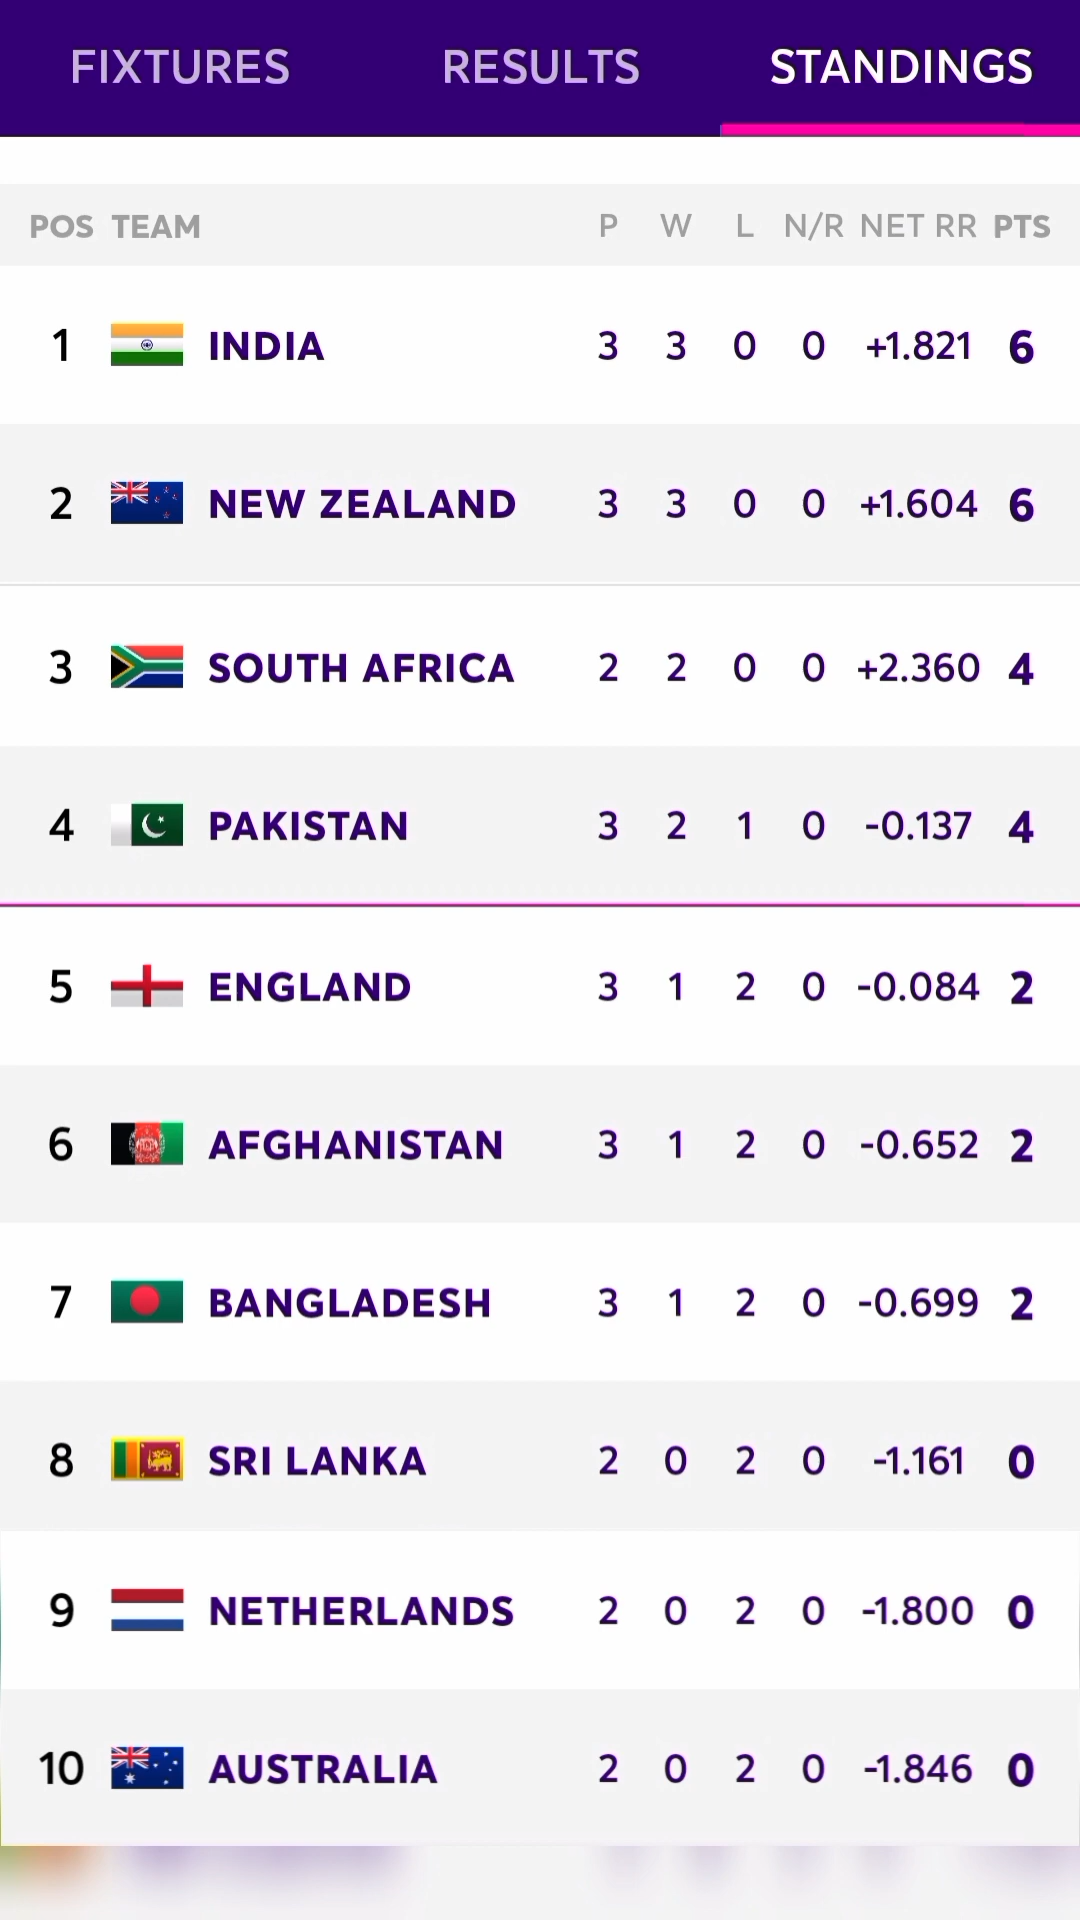 FIXTURES RESULTS STANDINGS
POS TEAM P W L N/R NET RR PTS
1 INDIA 3 3 0 0 +1.821 6
2 NEW ZEALAND 3 3 0 0 +1.604 6
3 SOUTH AFRICA 2 2 0 0 +2.360 4
4 PAKISTAN 3 2 1 0 -0.137 4
5 ENGLAND 3 1 2 0 -0.084 2
6 AFGHANISTAN 3 1 2 0 -0.652 2
7 BANGLADESH 3 1 2 0 -0.699 2
8 SRI LANKA 2 0 2 0 -1.161 0
9 NETHERLANDS 2 0 2 0 -1.800 0
10 AUSTRALIA 2 0 2 0 -1.846 0